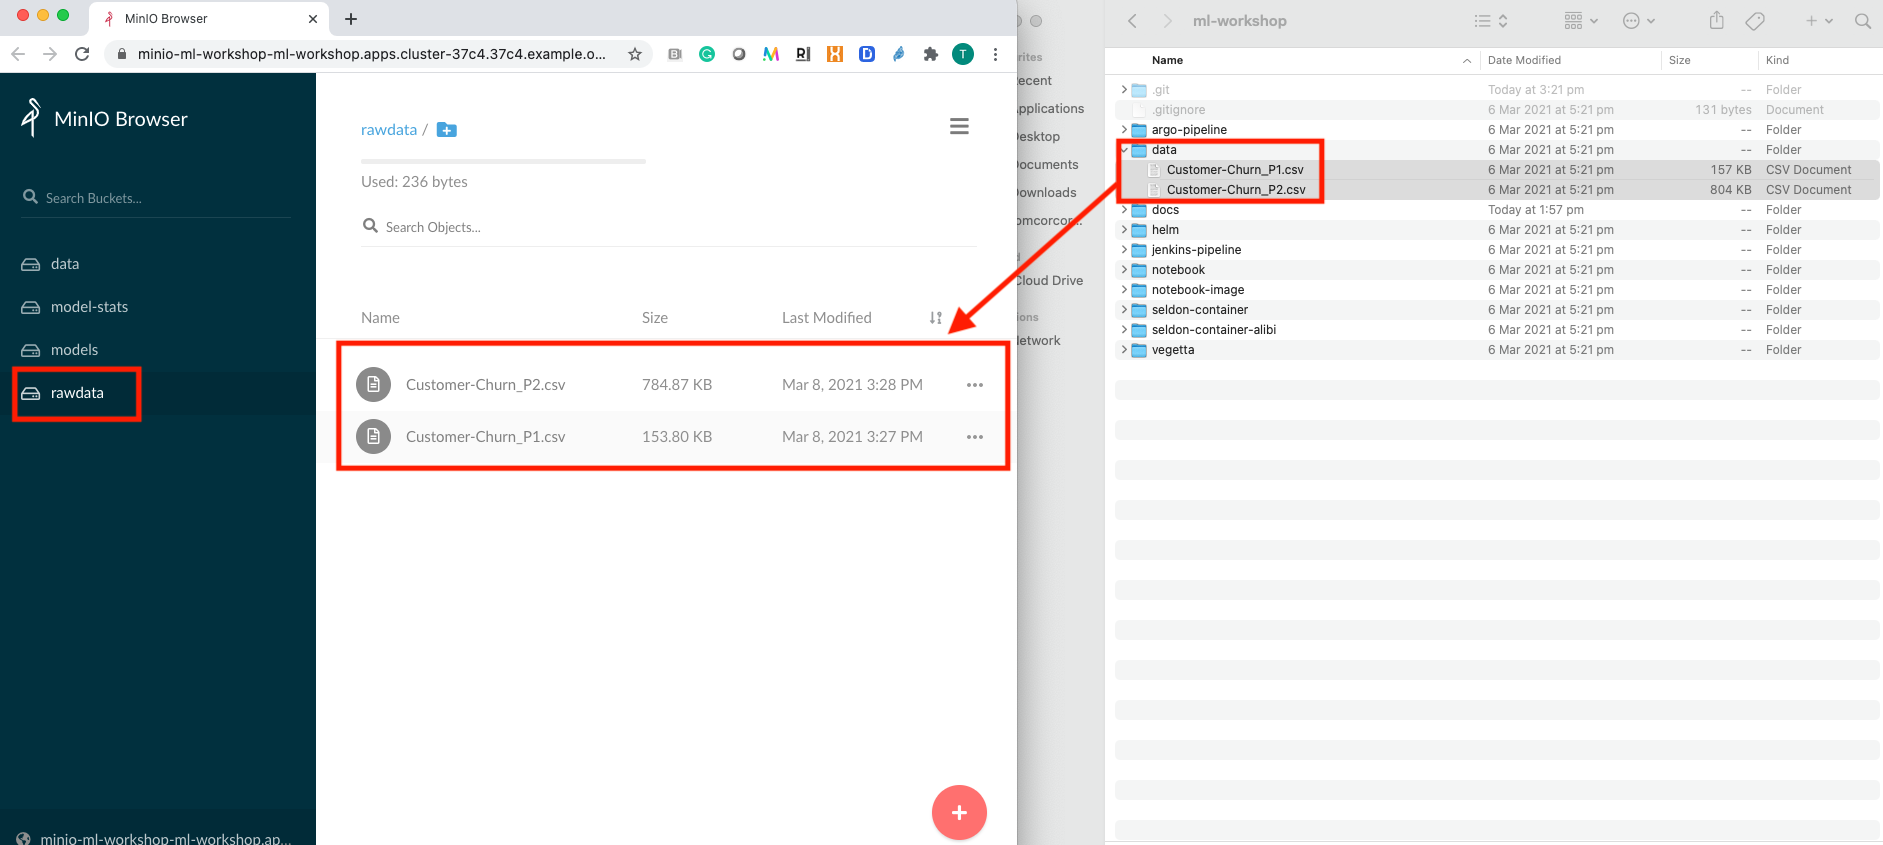 MinIO Browser
minio-ml-workshop-ml-workshop.apps.cluster-37c4.37c4.example.o...
T
MinIO Browser
Search Buckets...
data
model-stats
models
rawdata
minio-ml-workshop-ml-workshop.ap...
rawdata /
Used: 236 bytes
Search Objects...
Name Size Last Modified
Customer-Churn_P2.csv 784.87 KB Mar 8, 2021 3:28 PM
Customer-Churn_P1.csv 153.80 KB Mar 8, 2021 3:27 PM
rites
ecent
pplications
Desktop
Documents
Downloads
omcorcor...
d
Cloud Drive
ions
etwork
ml-workshop
Name Date Modified Size Kind
.git Today at 3:21 pm -- Folder
.gitignore 6 Mar 2021 at 5:21 pm 131 bytes Document
argo-pipeline 6 Mar 2021 at 5:21 pm -- Folder
data 6 Mar 2021 at 5:21 pm -- Folder
Customer-Churn_P1.csv 6 Mar 2021 at 5:21 pm 157 KB CSV Document
Customer-Churn_P2.csv 6 Mar 2021 at 5:21 pm 804 KB CSV Document
docs Today at 1:57 pm -- Folder
helm 6 Mar 2021 at 5:21 pm -- Folder
jenkins-pipeline 6 Mar 2021 at 5:21 pm -- Folder
notebook 6 Mar 2021 at 5:21 pm -- Folder
notebook-image 6 Mar 2021 at 5:21 pm -- Folder
seldon-container 6 Mar 2021 at 5:21 pm -- Folder
seldon-container-alibi 6 Mar 2021 at 5:21 pm -- Folder
vegetta 6 Mar 2021 at 5:21 pm -- Folder